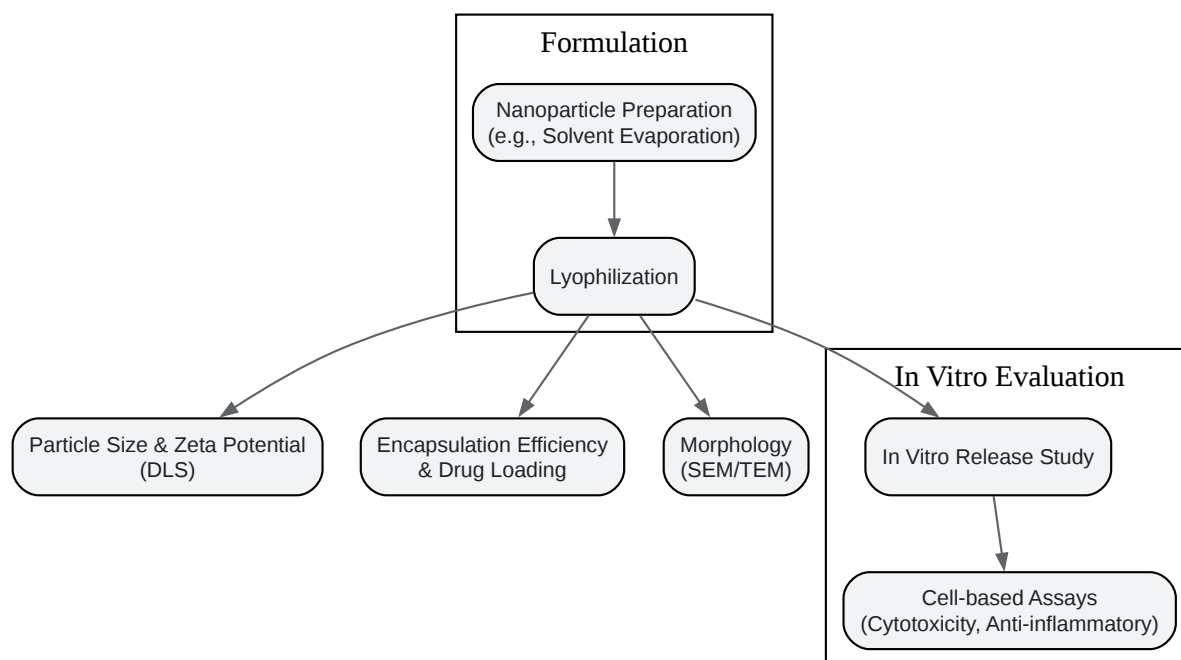 Formulation
Nanoparticle Preparation
(e.g., Solvent Evaporation)
Lyophilization
In Vitro Evaluation
Particle Size & Zeta Potential
(DLS)
Encapsulation Efficiency
& Drug Loading
Morphology
(SEM/TEM)
In Vitro Release Study
Cell-based Assays
(Cytotoxicity, Anti-inflammatory)